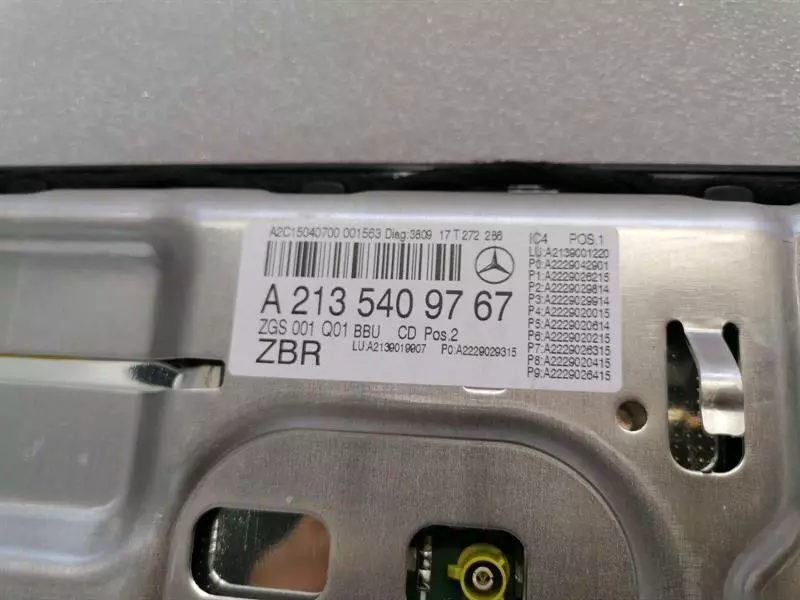 A2C15040700 001563 Diag:3809 17 T 272 286
A 213 540 97 67
ZGS 001 Q01 BBU CD Pos.2
ZBR LU:A2139019907 P0:A2229029315
IC4 POS.1
LU:A2139001220
P0:A2229042901
P1:A2229026215
P2:A2229029814
P3:A2229029914
P4:A2229020015
P5:A2229020614
P6:A2229020215
P7:A2229026315
P8:A2229020415
P9:A2229026415